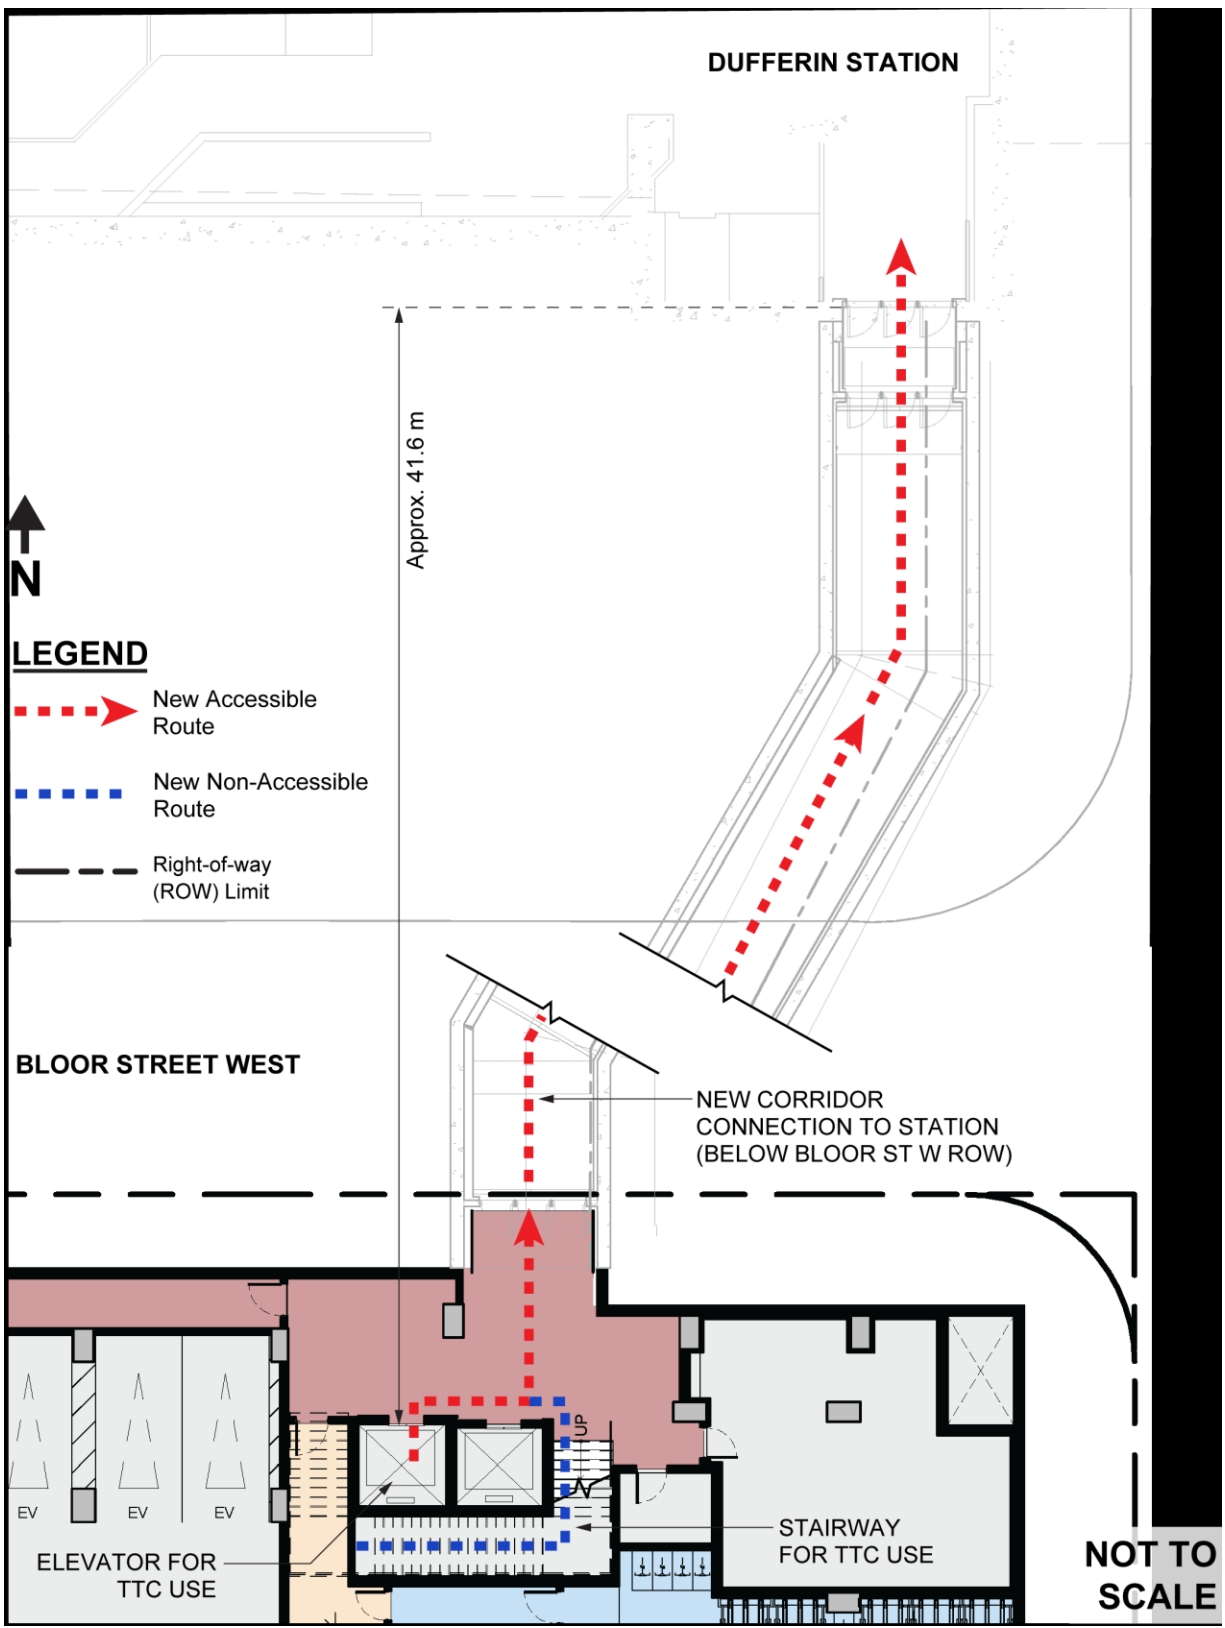 DUFFERIN STATION
Approx. 41.6 m
N
LEGEND
New Accessible
Route
New Non-Accessible
Route
Right-of-way
(ROW) Limit
BLOOR STREET WEST
NEW CORRIDOR
CONNECTION TO STATION
(BELOW BLOOR ST W ROW)
UP
EV
EV
EV
ELEVATOR FOR
TTC USE
STAIRWAY
FOR TTC USE
NOT TO
SCALE